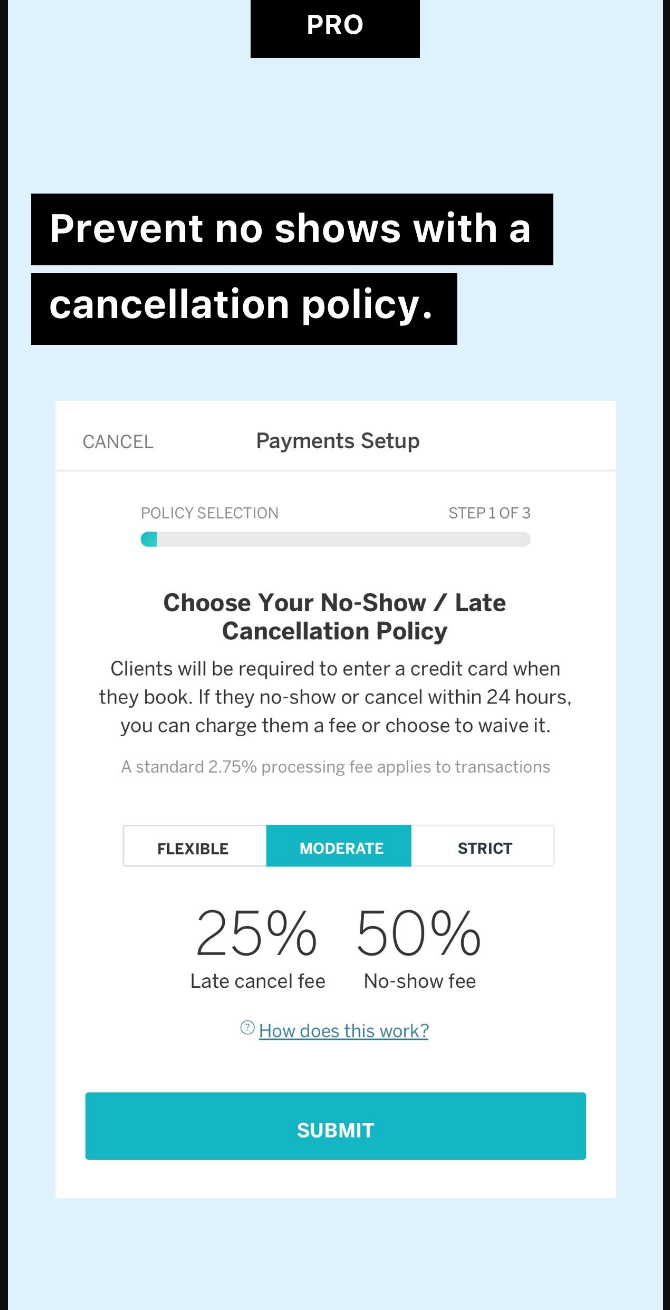 PRO
Prevent no shows with a
cancellation policy.
CANCEL
Payments Setup
POLICY SELECTION
STEP 1 OF 3
Choose Your No-Show / Late
Cancellation Policy
Clients will be required to enter a credit card when
they book. If they no-show or cancel within 24 hours,
you can charge them a fee or choose to waive it.
A standard 2.75% processing fee applies to transactions
FLEXIBLE
MODERATE
STRICT
25%
50%
Late cancel fee
No-show fee
? How does this work?
SUBMIT